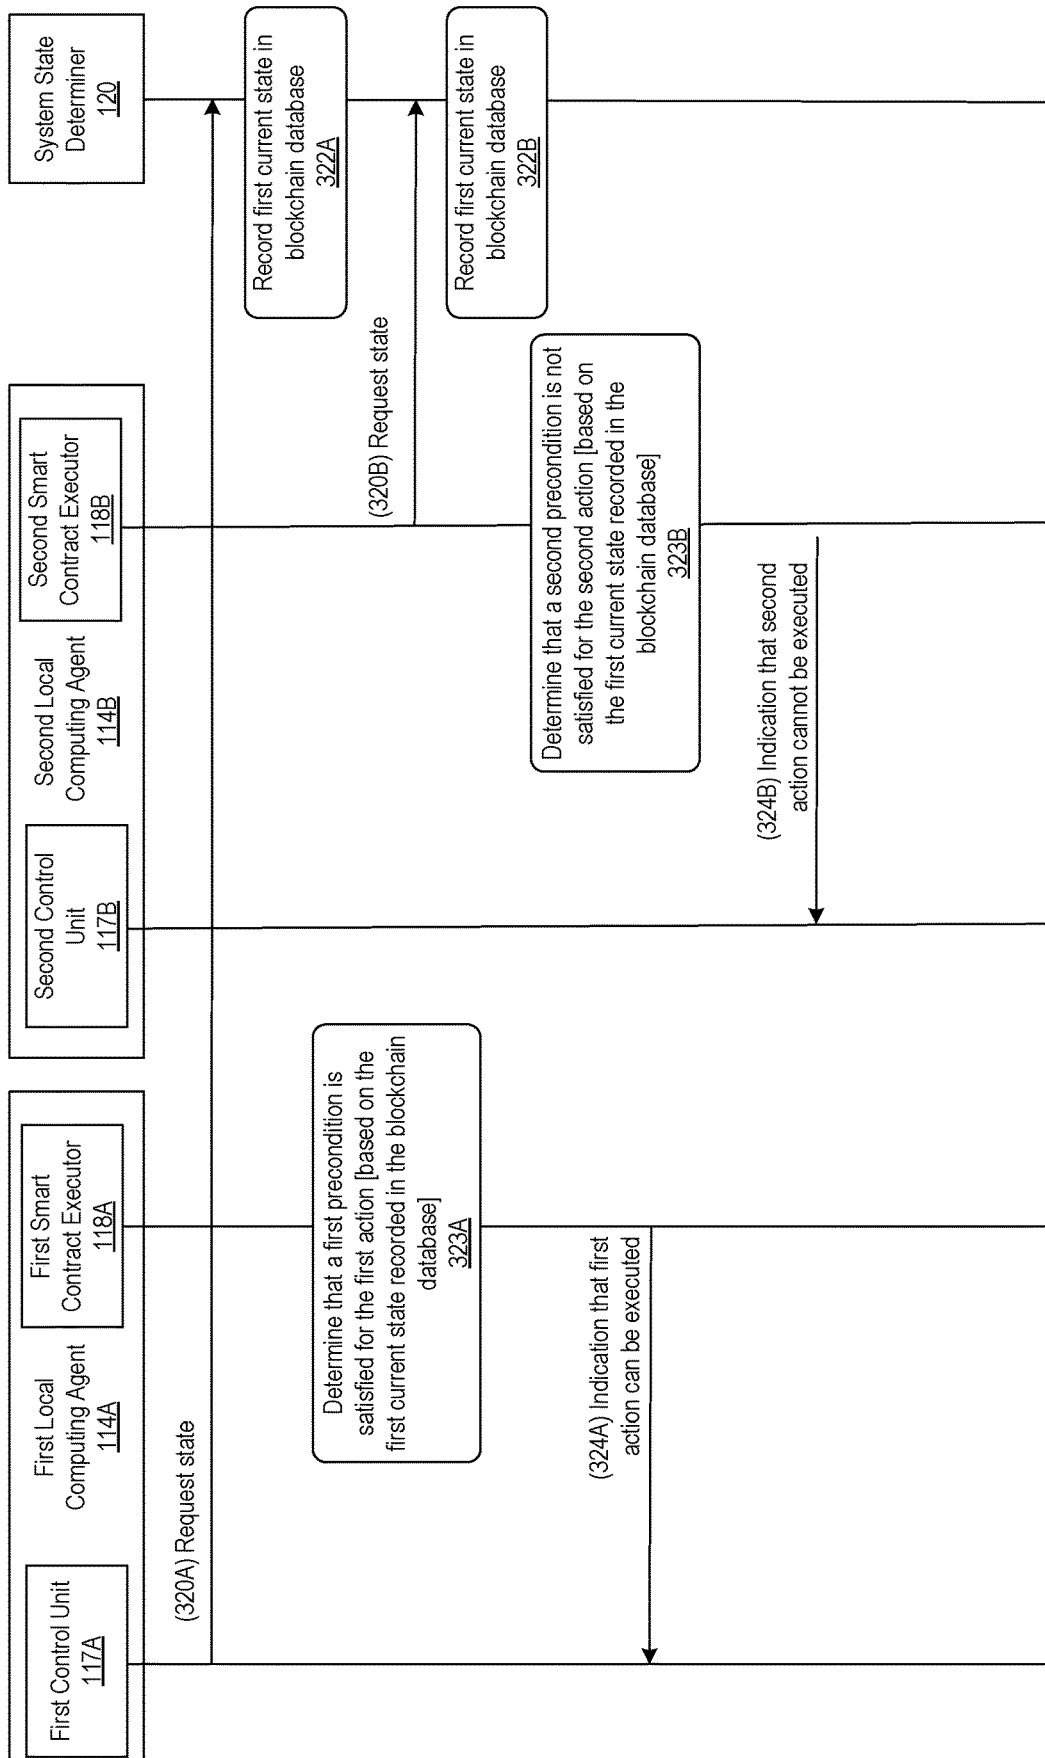 First Control Unit
117A
First Local
Computing Agent
114A
First Smart
Contract Executor
118A
Second Control
Unit
117B
Second Local
Computing Agent
114B
Second Smart
Contract Executor
118B
System State
Determiner
120
(320A) Request state
Record first current state in
blockchain database
322A
Determine that a first precondition is
satisfied for the first action [based on the
first current state recorded in the blockchain
database]
323A
(320B) Request state
Record first current state in
blockchain database
322B
Determine that a second precondition is not
satisfied for the second action [based on
the first current state recorded in the
blockchain database]
323B
(324A) Indication that first
action can be executed
(324B) Indication that second
action cannot be executed